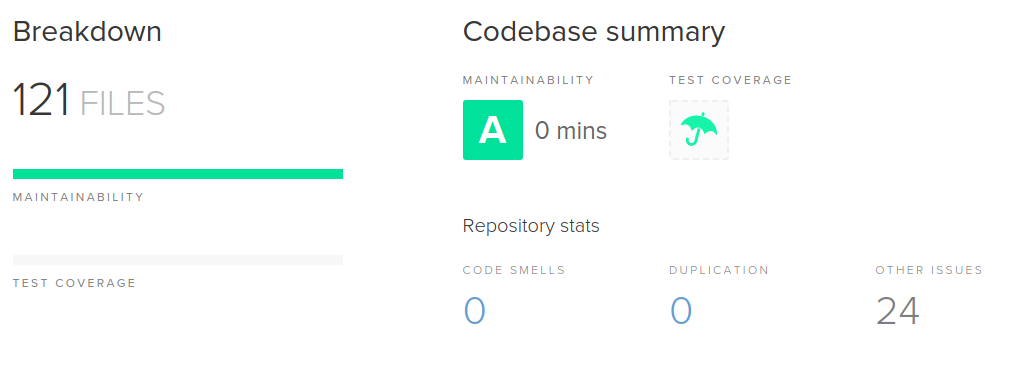 Breakdown
121 FILES
MAINTAINABILITY
TEST COVERAGE
Codebase summary
MAINTAINABILITY
A 0 mins
TEST COVERAGE
Repository stats
CODE SMELLS
0
DUPLICATION
0
OTHER ISSUES
24